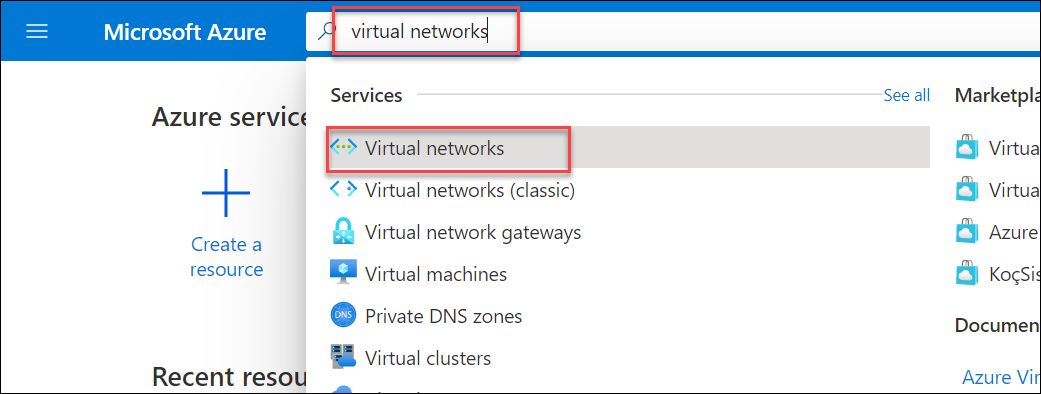 Microsoft Azure
virtual networks
Azure service
Create a
resource
Recent resou
Services
See all
Virtual networks
Virtual networks (classic)
Virtual network gateways
Virtual machines
DNS
Private DNS zones
Virtual clusters
Marketpla
Virtua
Virtua
Azure
KoçSis
Documen
Azure Vir